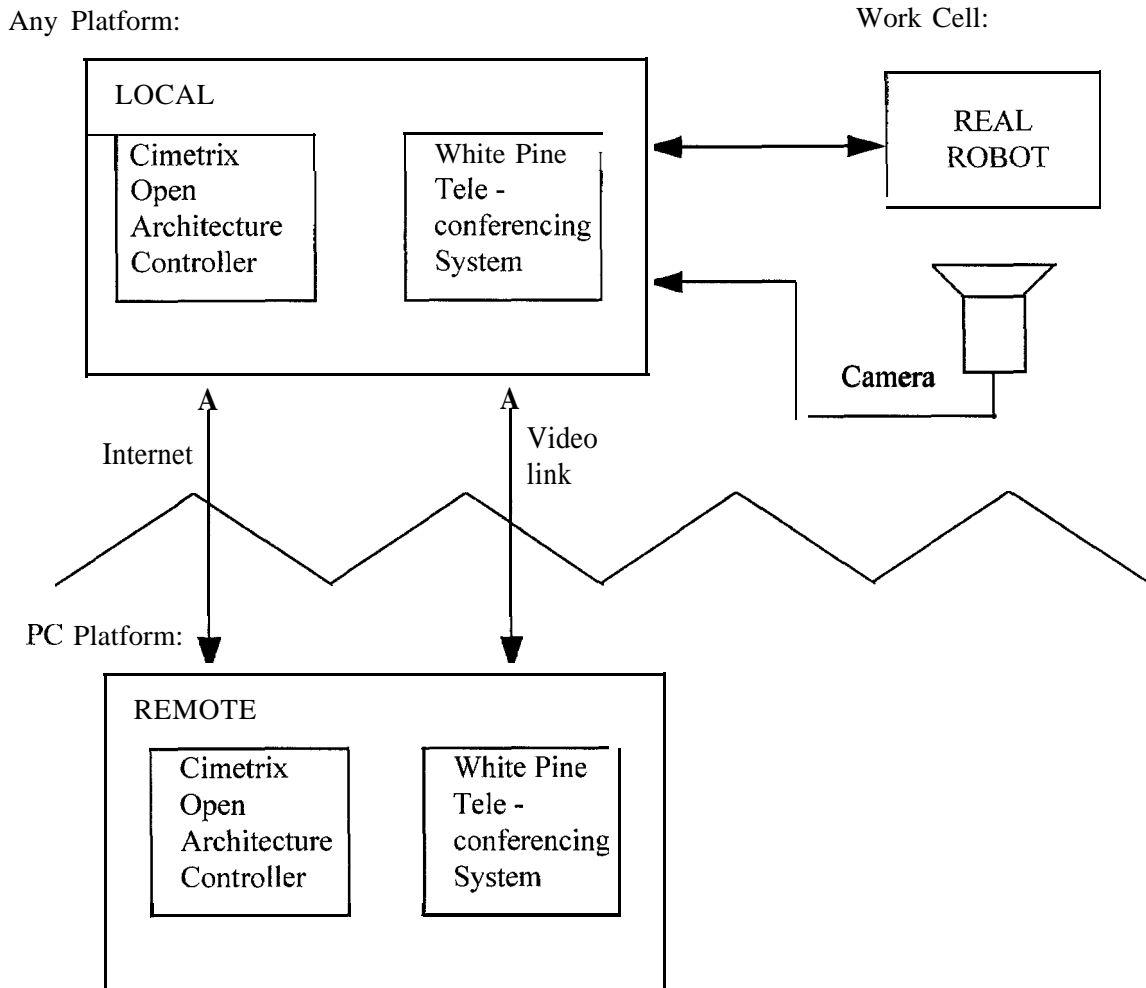 Any Platform:
Work Cell:
LOCAL
Cimetrix
Open
Architecture
Controller
White Pine
Tele -
conferencing
System
REAL
ROBOT
Camera
A
A
Internet
Video
link
PC Platform:
REMOTE
Cimetrix
Open
Architecture
Controller
White Pine
Tele -
conferencing
System